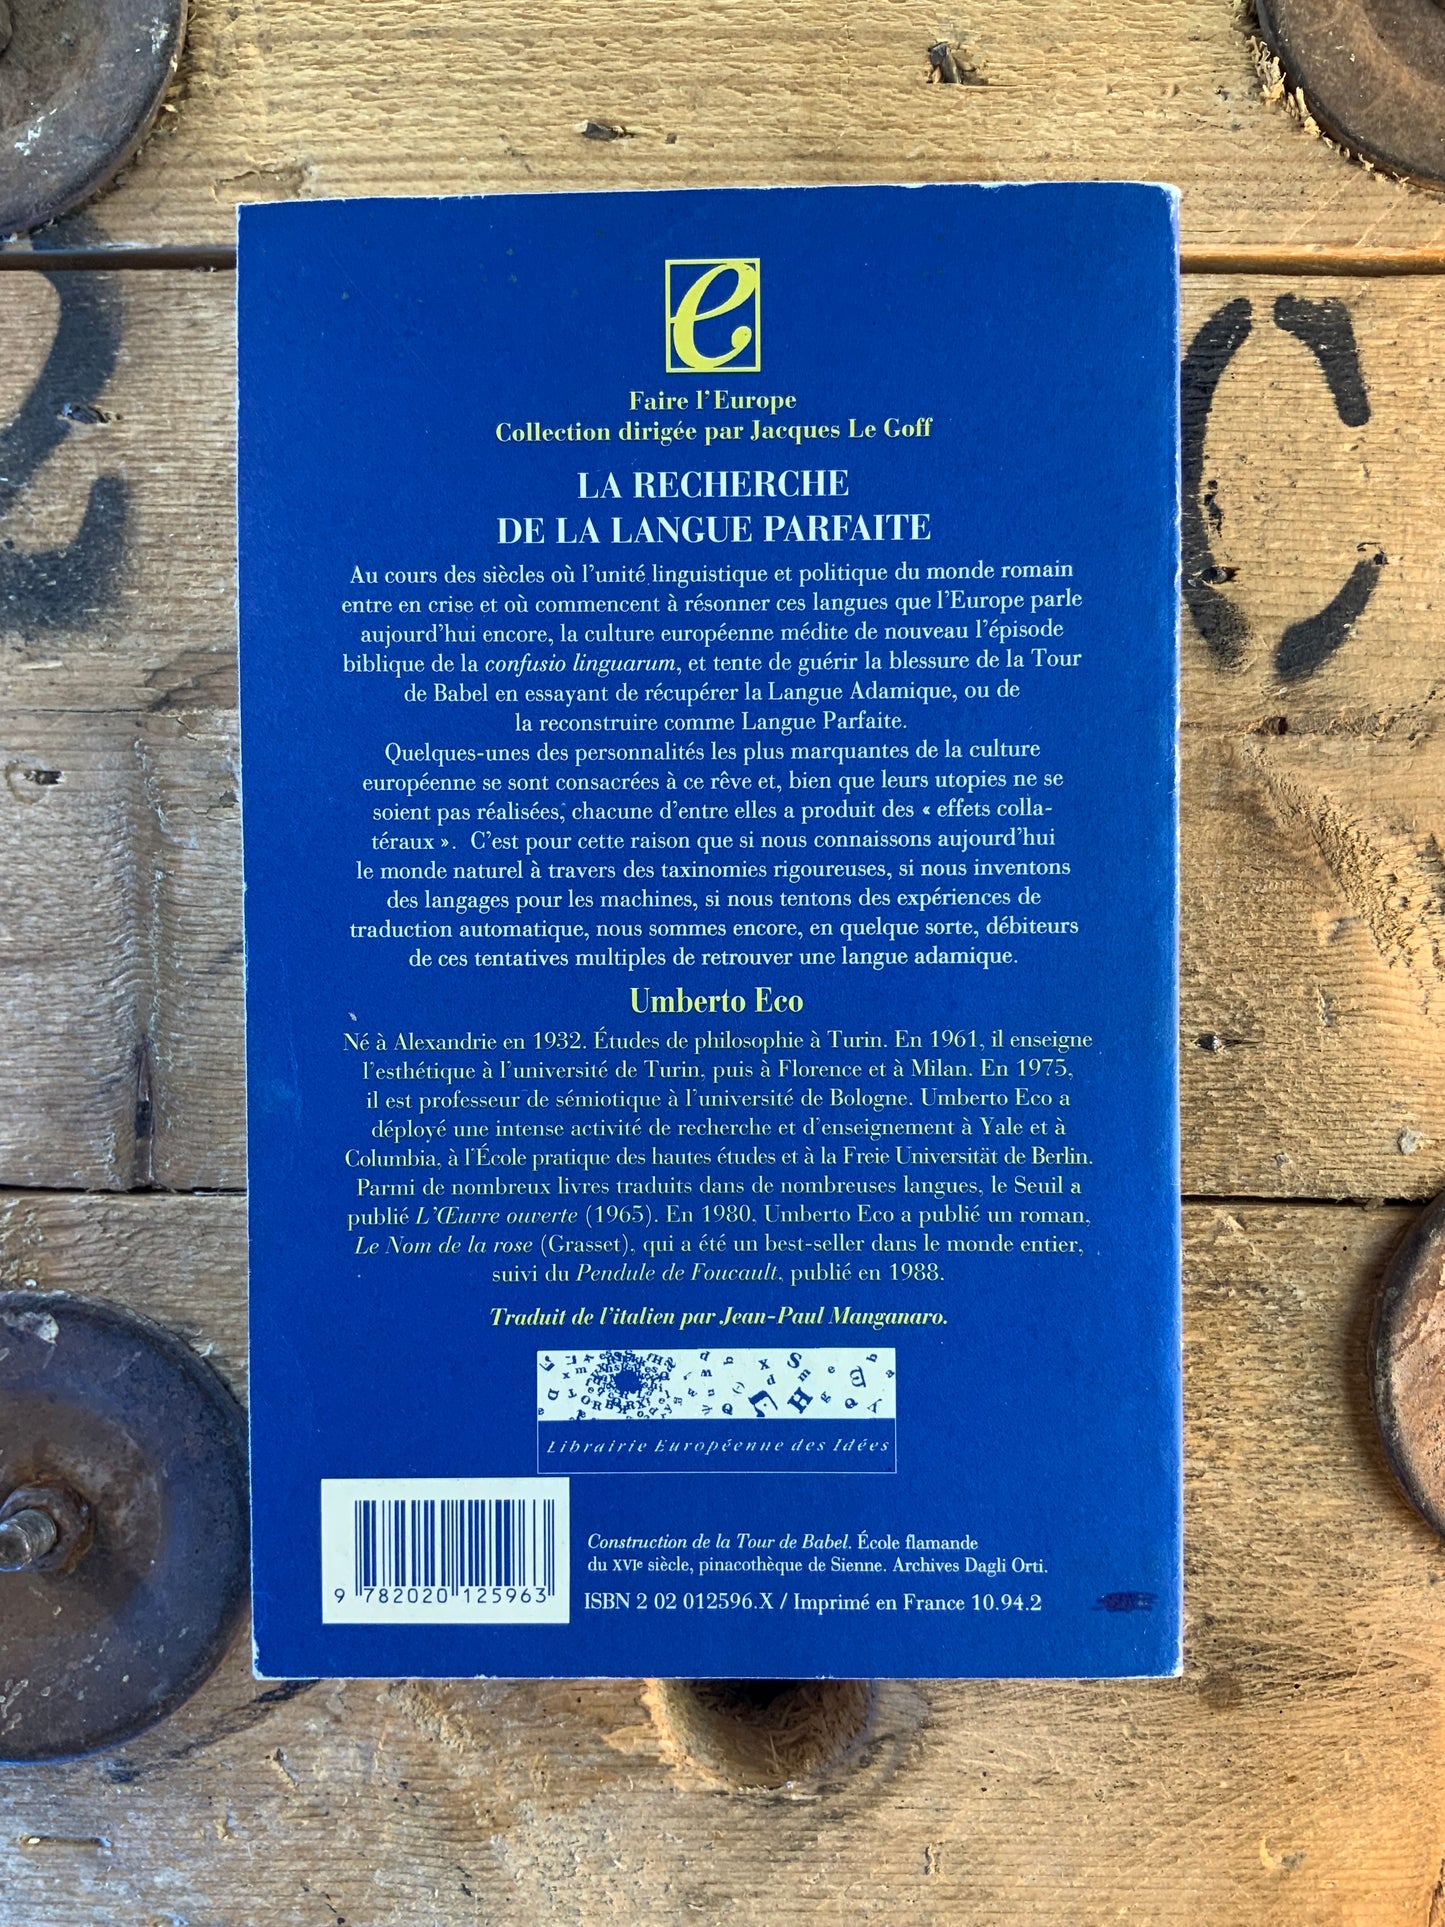 e
Faire l'Europe
Collection dirigée par Jacques Le Goff
LA RECHERCHE
DE LA LANGUE PARFAITE
Au cours des siècles où l'unité linguistique et politique du monde romain
entre en crise et où commencent à résonner ces langues que l'Europe parle
aujourd'hui encore, la culture européenne médite de nouveau l'épisode
biblique de la confusio linguarum, et tente de guérir la blessure de la Tour
de Babel en essayant de récupérer la Langue Adamique, ou de
la reconstruire comme Langue Parfaite.
Quelques-unes des personnalités les plus marquantes de la culture
européenne se sont consacrées à ce rêve et, bien que leurs utopies ne se
soient pas réalisées, chacune d'entre elles a produit des « effets colla-
téraux ». C'est pour cette raison que si nous connaissons aujourd'hui
le monde naturel à travers des taxinomies rigoureuses, si nous inventons
des langages pour les machines, si nous tentons des expériences de
traduction automatique, nous sommes encore, en quelque sorte, débiteurs
de ces tentatives multiples de retrouver une langue adamique.
Umberto Eco
Né à Alexandrie en 1932. Études de philosophie à Turin. En 1961, il enseigne
l'esthétique à l'université de Turin, puis à Florence et à Milan. En 1975,
il est professeur de sémiotique à l'université de Bologne. Umberto Eco a
déployé une intense activité de recherche et d'enseignement à Yale et à
Columbia, à l'École pratique des hautes études et à la Freie Universität de Berlin.
Parmi de nombreux livres traduits dans de nombreuses langues, le Seuil a
publié L'Œuvre ouverte (1965). En 1980, Umberto Eco a publié un roman,
Le Nom de la rose (Grasset), qui a été un best-seller dans le monde entier,
suivi du Pendule de Foucault, publié en 1988.
Traduit de l'italien par Jean-Paul Manganaro.
Librairie Européenne des Idées
Construction de la Tour de Babel. École flamande
du XVIe siècle, pinacothèque de Sienne. Archives Dagli Orti.
ISBN 2 02 012596.X / Imprimé en France 10.94.2
9 782020 125963